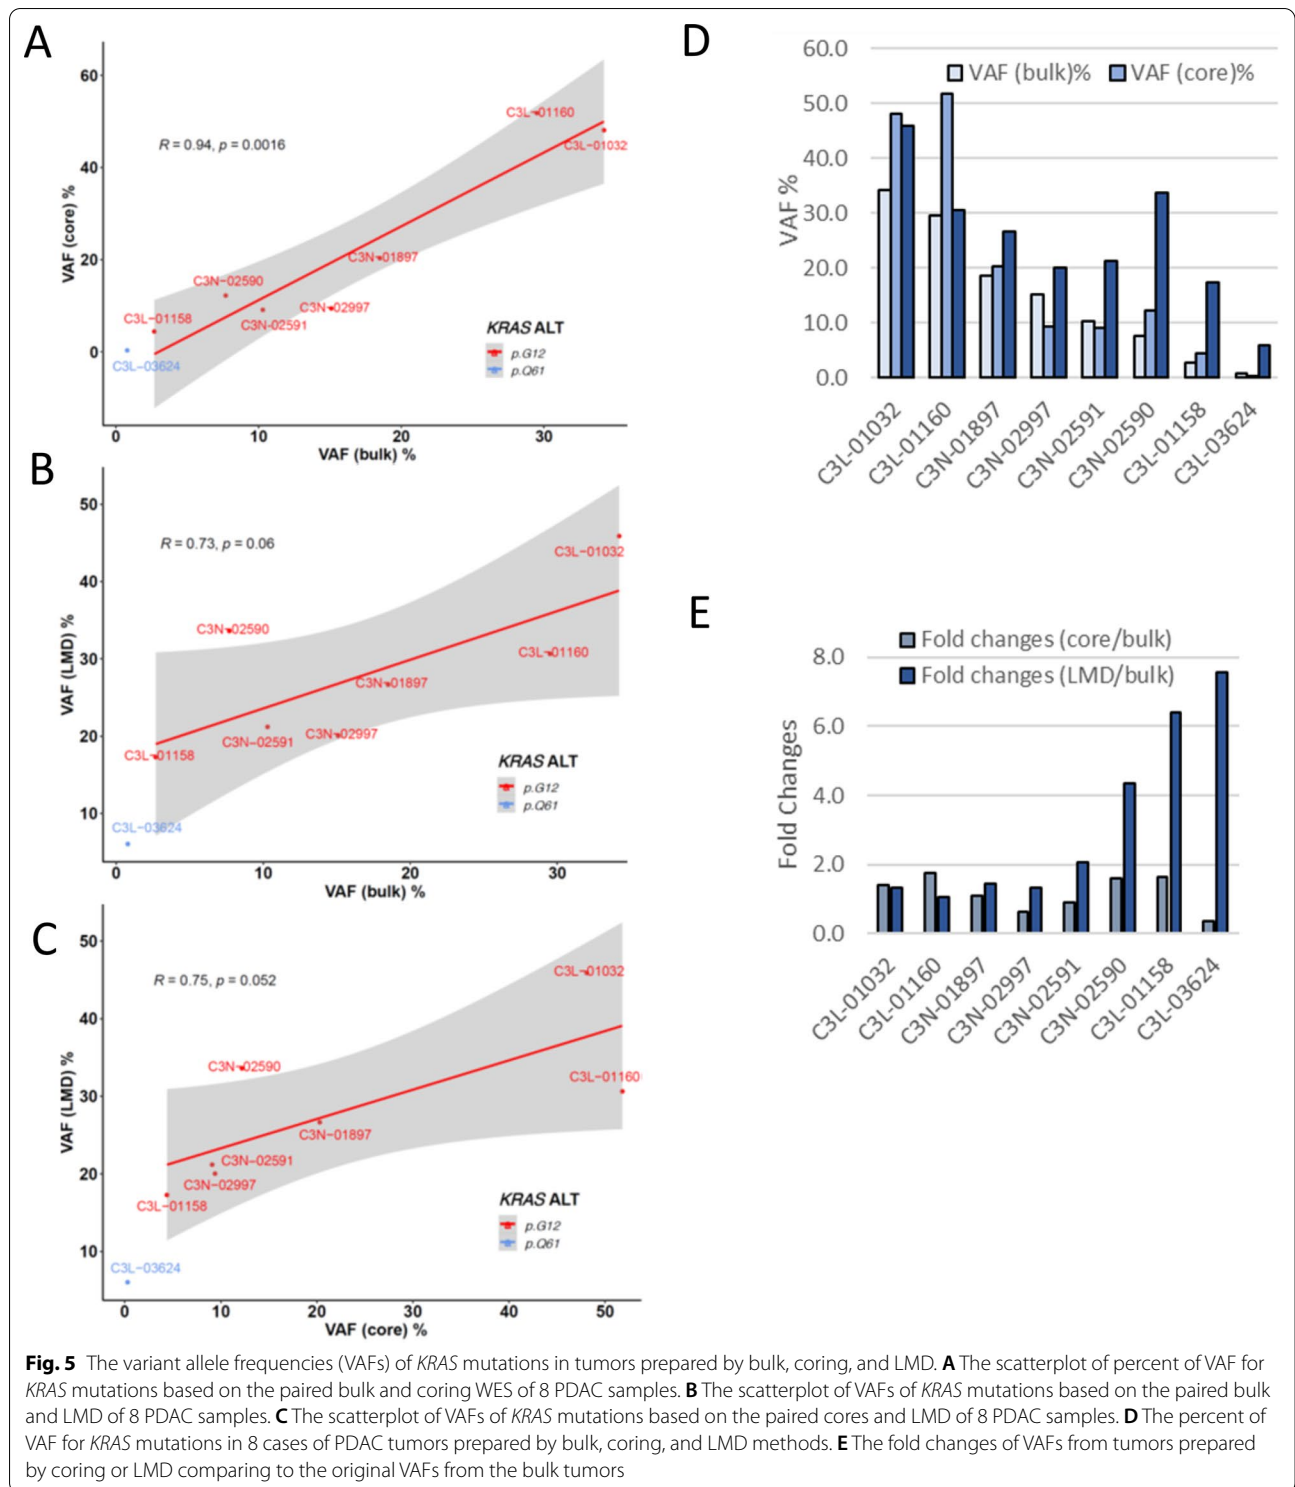 A
60
40
20
0
VAF (core) %
R = 0.94, p = 0.0016
C3L-01160
C3L-01032
C3N-01897
C3N-02590
C3N-02997
C3L-01158
C3N-02591
C3L-03624
KRAS ALT
p.G12
p.Q61
0 10 20 30
VAF (bulk) %
B
50
40
30
20
10
VAF (LMD) %
R = 0.73, p = 0.06
C3L-01032
C3N-02590
C3L-01160
C3N-01897
C3N-02997
C3N-02591
C3L-01158
C3L-03624
KRAS ALT
p.G12
p.Q61
0 10 20 30
VAF (bulk) %
C
50
40
30
20
10
VAF (LMD) %
R = 0.75, p = 0.052
C3L-01032
C3N-02590
C3L-01160
C3N-01897
C3N-02591
C3N-02997
C3L-01158
C3L-03624
KRAS ALT
p.G12
p.Q61
0 10 20 30 40 50
VAF (core) %
D
60.0
VAF (bulk)% VAF (core)%
50.0
40.0
30.0
20.0
10.0
0.0
VAF %
C3L-01032 C3L-01160 C3N-01897 C3N-02997 C3N-02591 C3N-02590 C3L-01158 C3L-03624
E
Fold changes (core/bulk)
Fold changes (LMD/bulk)
8.0
6.0
4.0
2.0
0.0
Fold Changes
C3L-01032 C3L-01160 C3N-01897 C3N-02997 C3N-02591 C3N-02590 C3L-01158 C3L-03624
Fig. 5 The variant allele frequencies (VAFs) of KRAS mutations in tumors prepared by bulk, coring, and LMD. A The scatterplot of percent of VAF for
KRAS mutations based on the paired bulk and coring WES of 8 PDAC samples. B The scatterplot of VAFs of KRAS mutations based on the paired bulk
and LMD of 8 PDAC samples. C The scatterplot of VAFs of KRAS mutations based on the paired cores and LMD of 8 PDAC samples. D The percent of
VAF for KRAS mutations in 8 cases of PDAC tumors prepared by bulk, coring, and LMD methods. E The fold changes of VAFs from tumors prepared
by coring or LMD comparing to the original VAFs from the bulk tumors